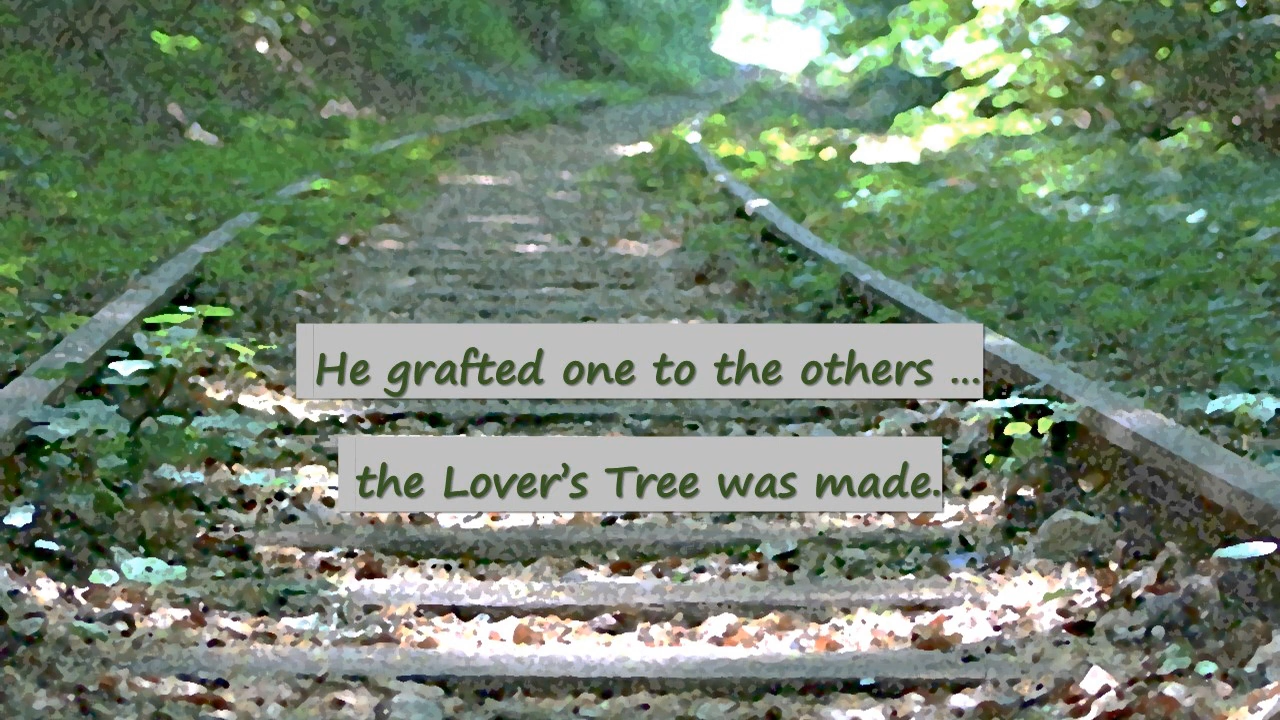 He grafted one to the others ...
the Lover’s Tree was made.